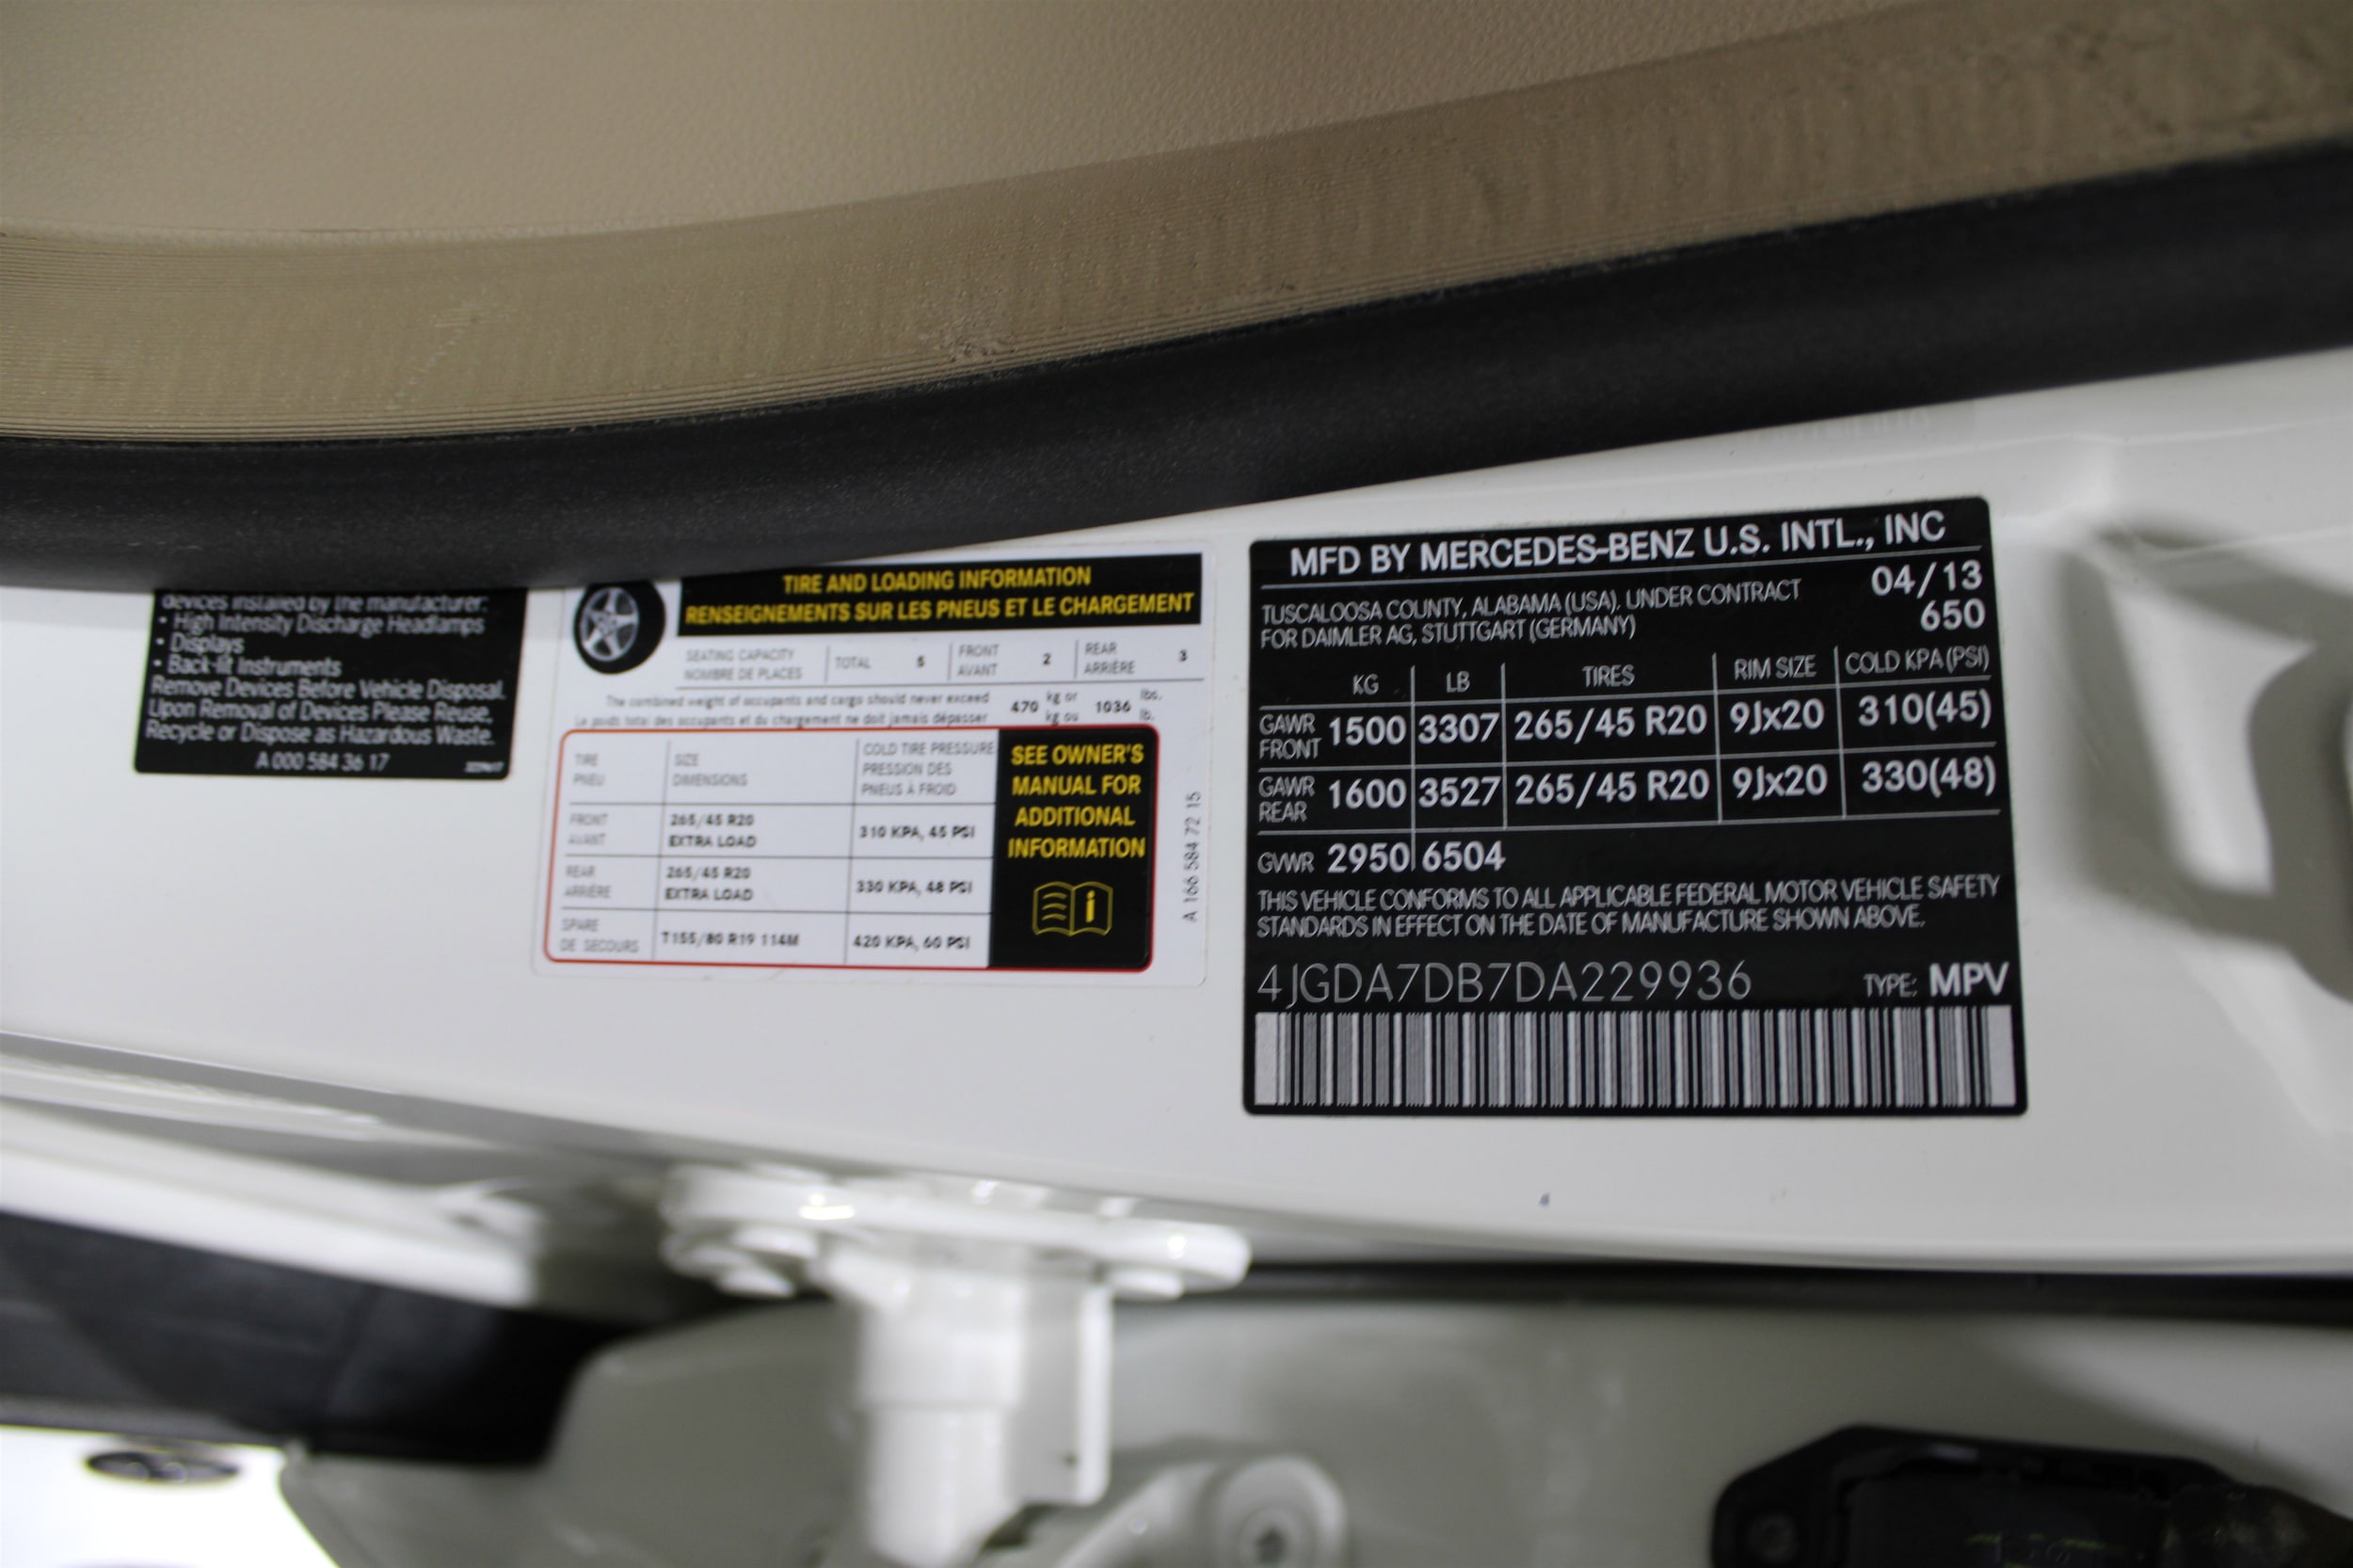 devices installed by the manufacturer:
• High Intensity Discharge Headlamps
• Displays
• Back-lit Instruments
Remove Devices Before Vehicle Disposal.
Upon Removal of Devices Please Reuse,
Recycle or Dispose as Hazardous Waste.
A 000 584 36 17
TIRE AND LOADING INFORMATION
RENSEIGNEMENTS SUR LES PNEUS ET LE CHARGEMENT
SEATING CAPACITY
NOMBRE DE PLACES
TOTAL 5
FRONT
AVANT
2
REAR
ARRIÈRE
3
The combined weight of occupants and cargo should never exceed 470 kg or 1036 lbs.
Le poids total des occupants et du chargement ne doit jamais dépasser kg ou lb.
TIRE
PNEU
SIZE
DIMENSIONS
COLD TIRE PRESSURE
PRESSION DES
PNEUS À FROID
FRONT
AVANT
265/45 R20
EXTRA LOAD
310 KPA, 45 PSI
REAR
ARRIÈRE
265/45 R20
EXTRA LOAD
330 KPA, 48 PSI
SPARE
DE SECOURS
T155/80 R19 114M
420 KPA, 60 PSI
SEE OWNER'S
MANUAL FOR
ADDITIONAL
INFORMATION
i
A 166 584 72 15
MFD BY MERCEDES-BENZ U.S. INTL., INC
TUSCALOOSA COUNTY, ALABAMA (USA), UNDER CONTRACT 04/13
FOR DAIMLER AG, STUTTGART (GERMANY) 650
KG LB TIRES RIM SIZE COLD KPA (PSI)
GAWR
FRONT
1500 3307 265/45 R20 9Jx20 310(45)
GAWR
REAR
1600 3527 265/45 R20 9Jx20 330(48)
GVWR 2950 6504
THIS VEHICLE CONFORMS TO ALL APPLICABLE FEDERAL MOTOR VEHICLE SAFETY
STANDARDS IN EFFECT ON THE DATE OF MANUFACTURE SHOWN ABOVE.
4JGDA7DB7DA229936 TYPE: MPV